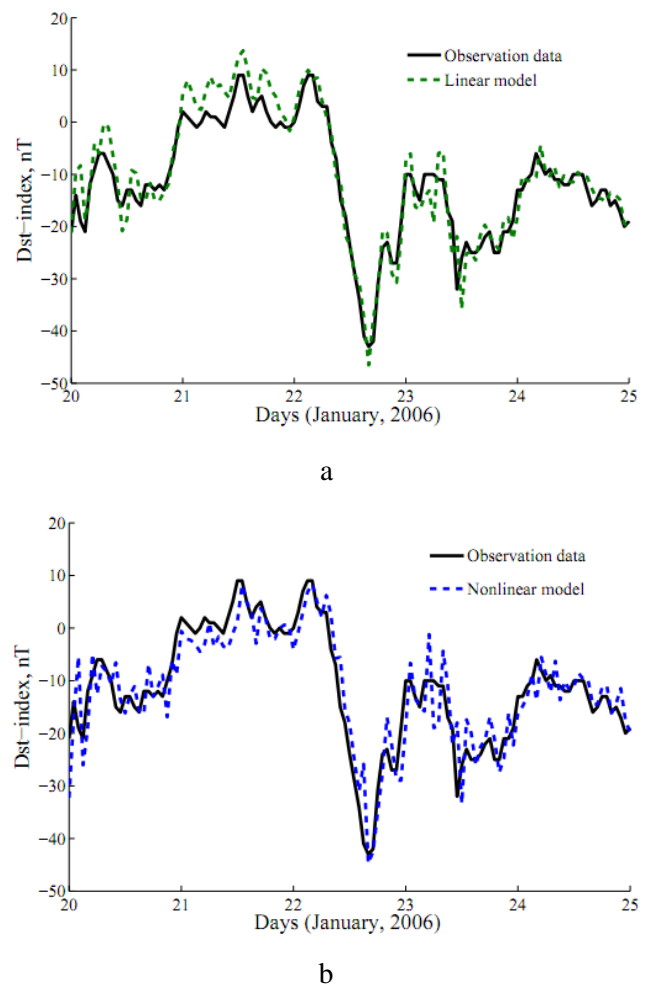 20
10
0
−10
−20
−30
−40
−50
Dst−index, nT
Observation data
Linear model
20 21 22 23 24 25
Days (January, 2006)
a
20
10
0
−10
−20
−30
−40
−50
Dst−index, nT
Observation data
Nonlinear model
20 21 22 23 24 25
Days (January, 2006)
b